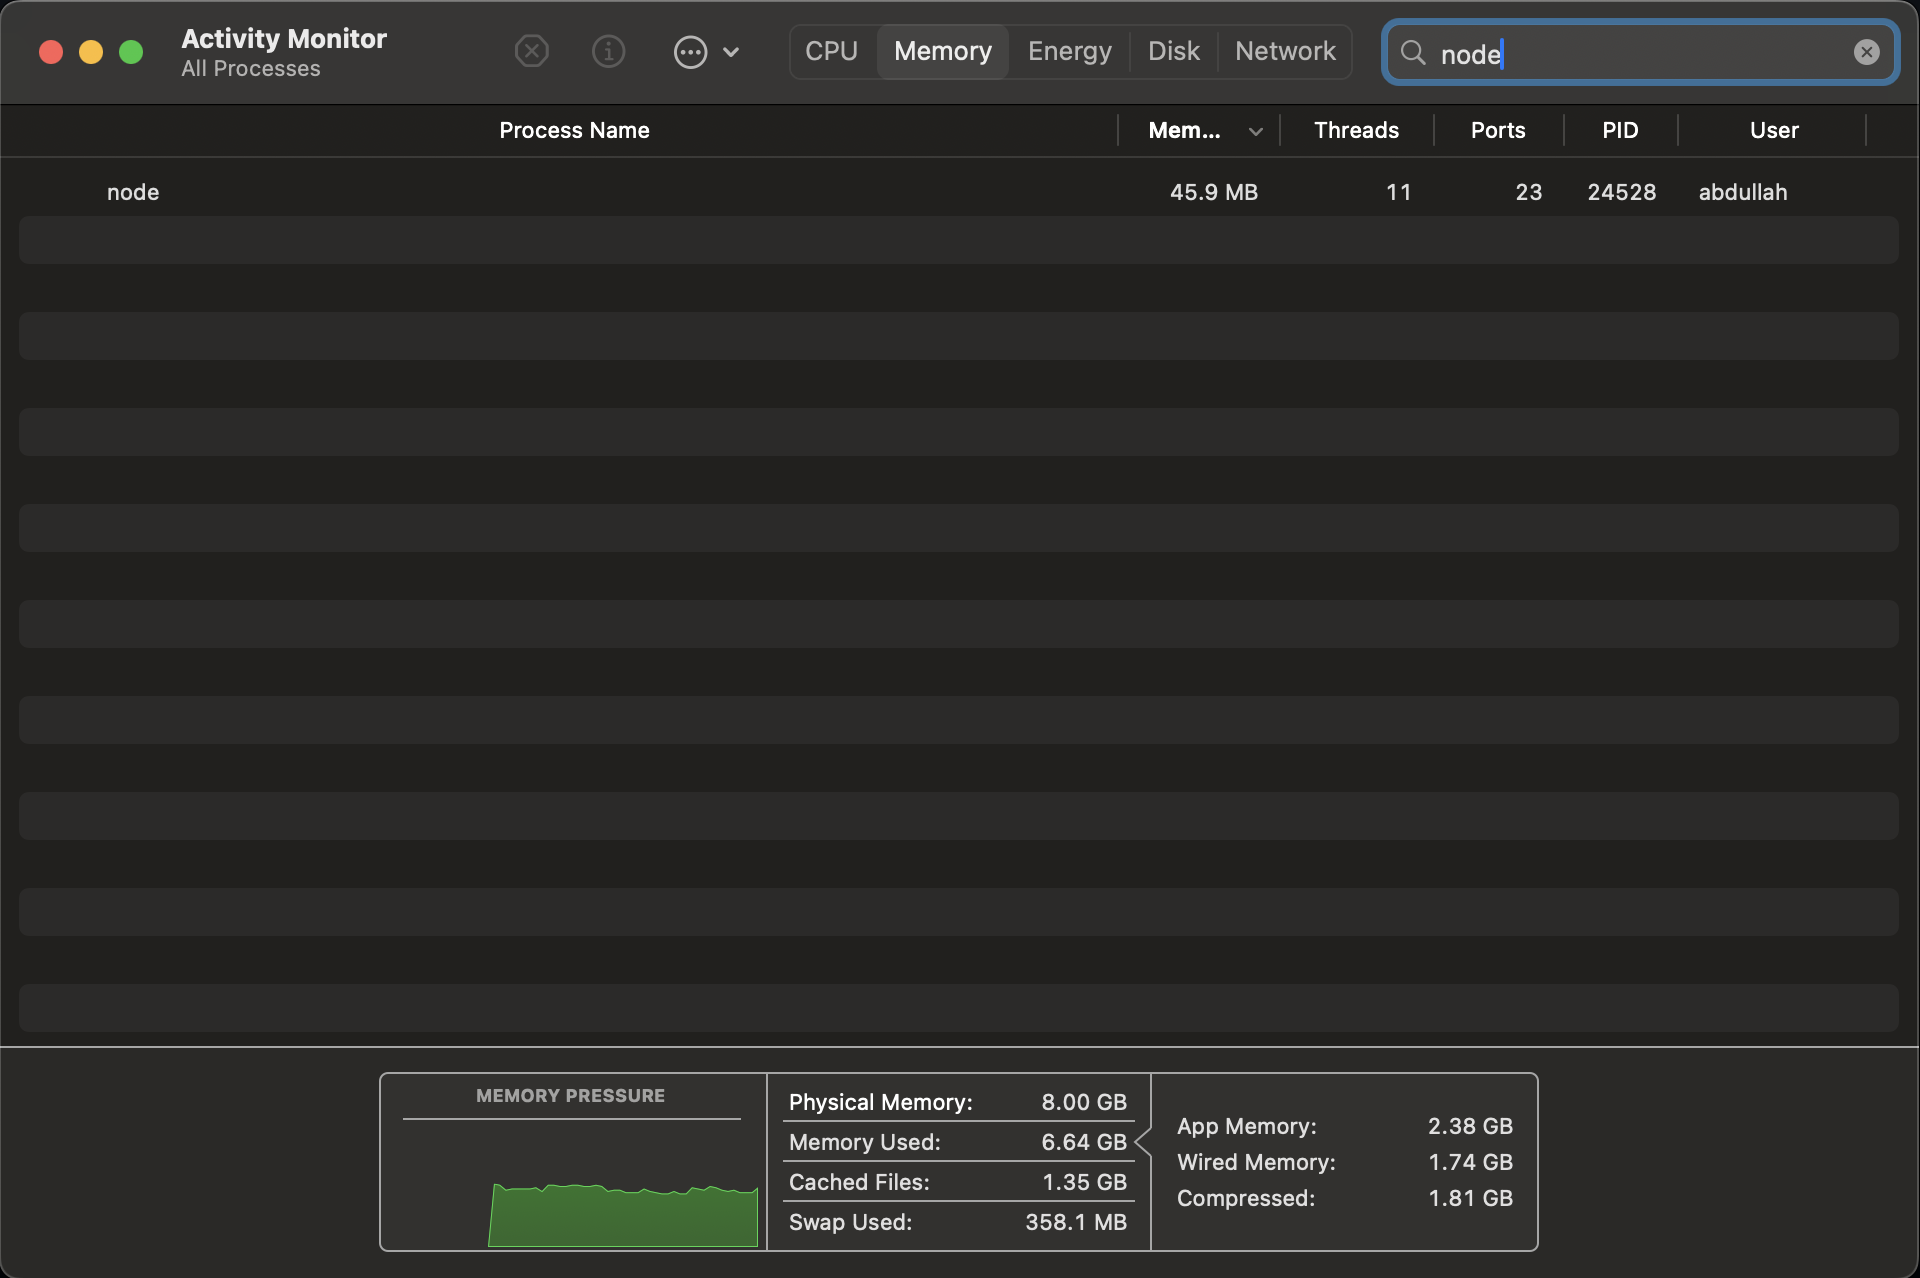 Activity Monitor
All Processes
CPU Memory Energy Disk Network
node
Process Name Mem... Threads Ports PID User
node 45.9 MB 11 23 24528 abdullah
MEMORY PRESSURE
Physical Memory: 8.00 GB
Memory Used: 6.64 GB
Cached Files: 1.35 GB
Swap Used: 358.1 MB
App Memory: 2.38 GB
Wired Memory: 1.74 GB
Compressed: 1.81 GB